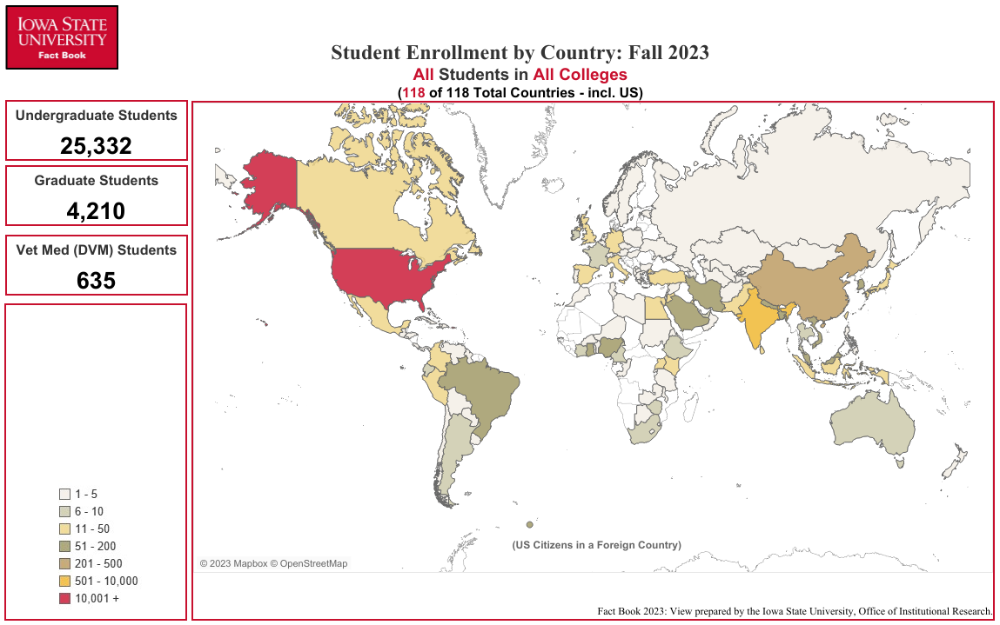 IOWA STATE
UNIVERSITY
Fact Book
Student Enrollment by Country: Fall 2023
All Students in All Colleges
(118 of 118 Total Countries - incl. US)
Undergraduate Students
25,332
Graduate Students
4,210
Vet Med (DVM) Students
635
1 - 5
6 - 10
11 - 50
51 - 200
201 - 500
501 - 10,000
10,001 +
(US Citizens in a Foreign Country)
© 2023 Mapbox © OpenStreetMap
Fact Book 2023: View prepared by the Iowa State University, Office of Institutional Research.